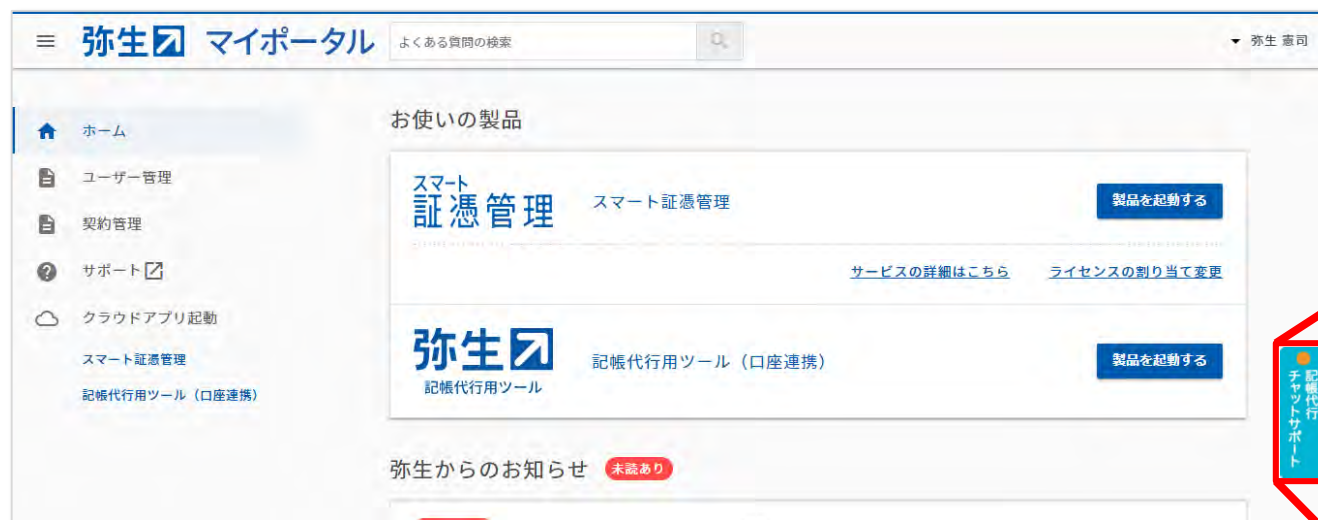 弥生 マイポータル
よくある質問の検索
弥生 憲司
ホーム
ユーザー管理
契約管理
サポート
クラウドアプリ起動
スマート証憑管理
記帳代行用ツール（口座連携）
お使いの製品
スマート
証憑管理
スマート証憑管理
製品を起動する
サービスの詳細はこちら
ライセンスの割り当て変更
弥生
記帳代行用ツール
記帳代行用ツール（口座連携）
製品を起動する
弥生からのお知らせ
未読あり
記帳代行
チャットサポート